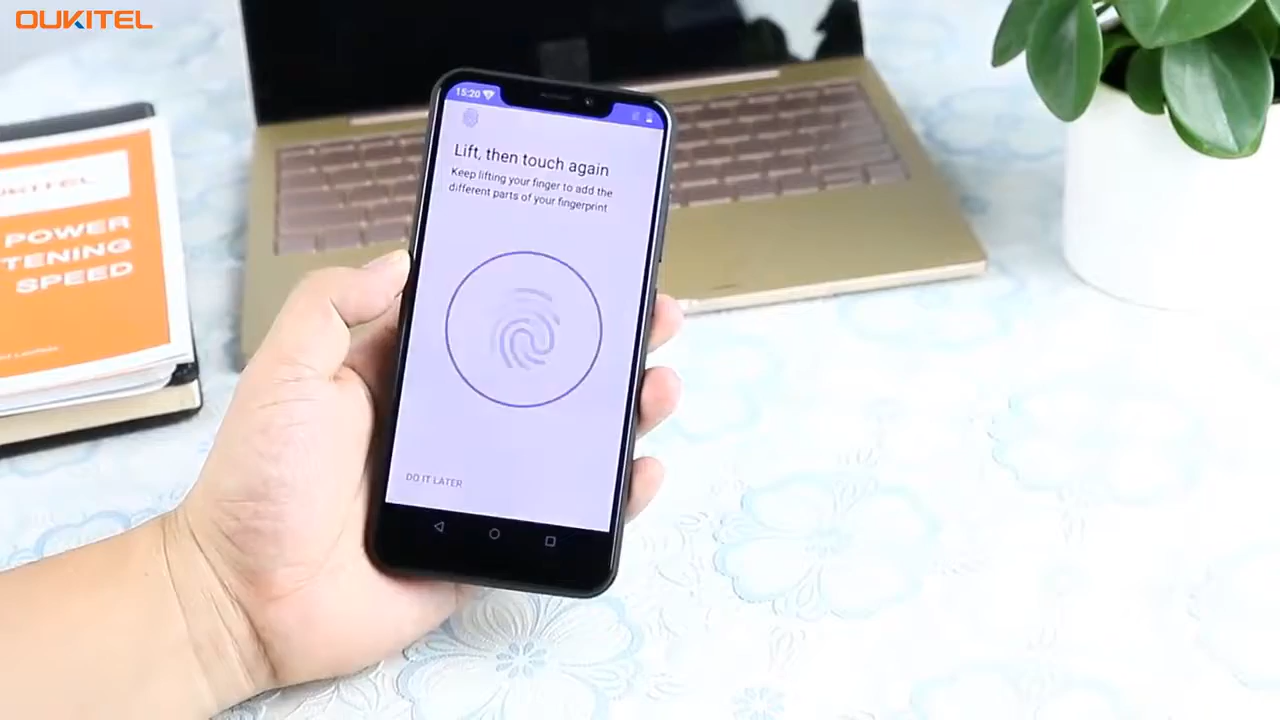 OUKITEL
15:20
Lift, then touch again
Keep lifting your finger to add the
different parts of your fingerprint
DO IT LATER
POWER
TENING
SPEED